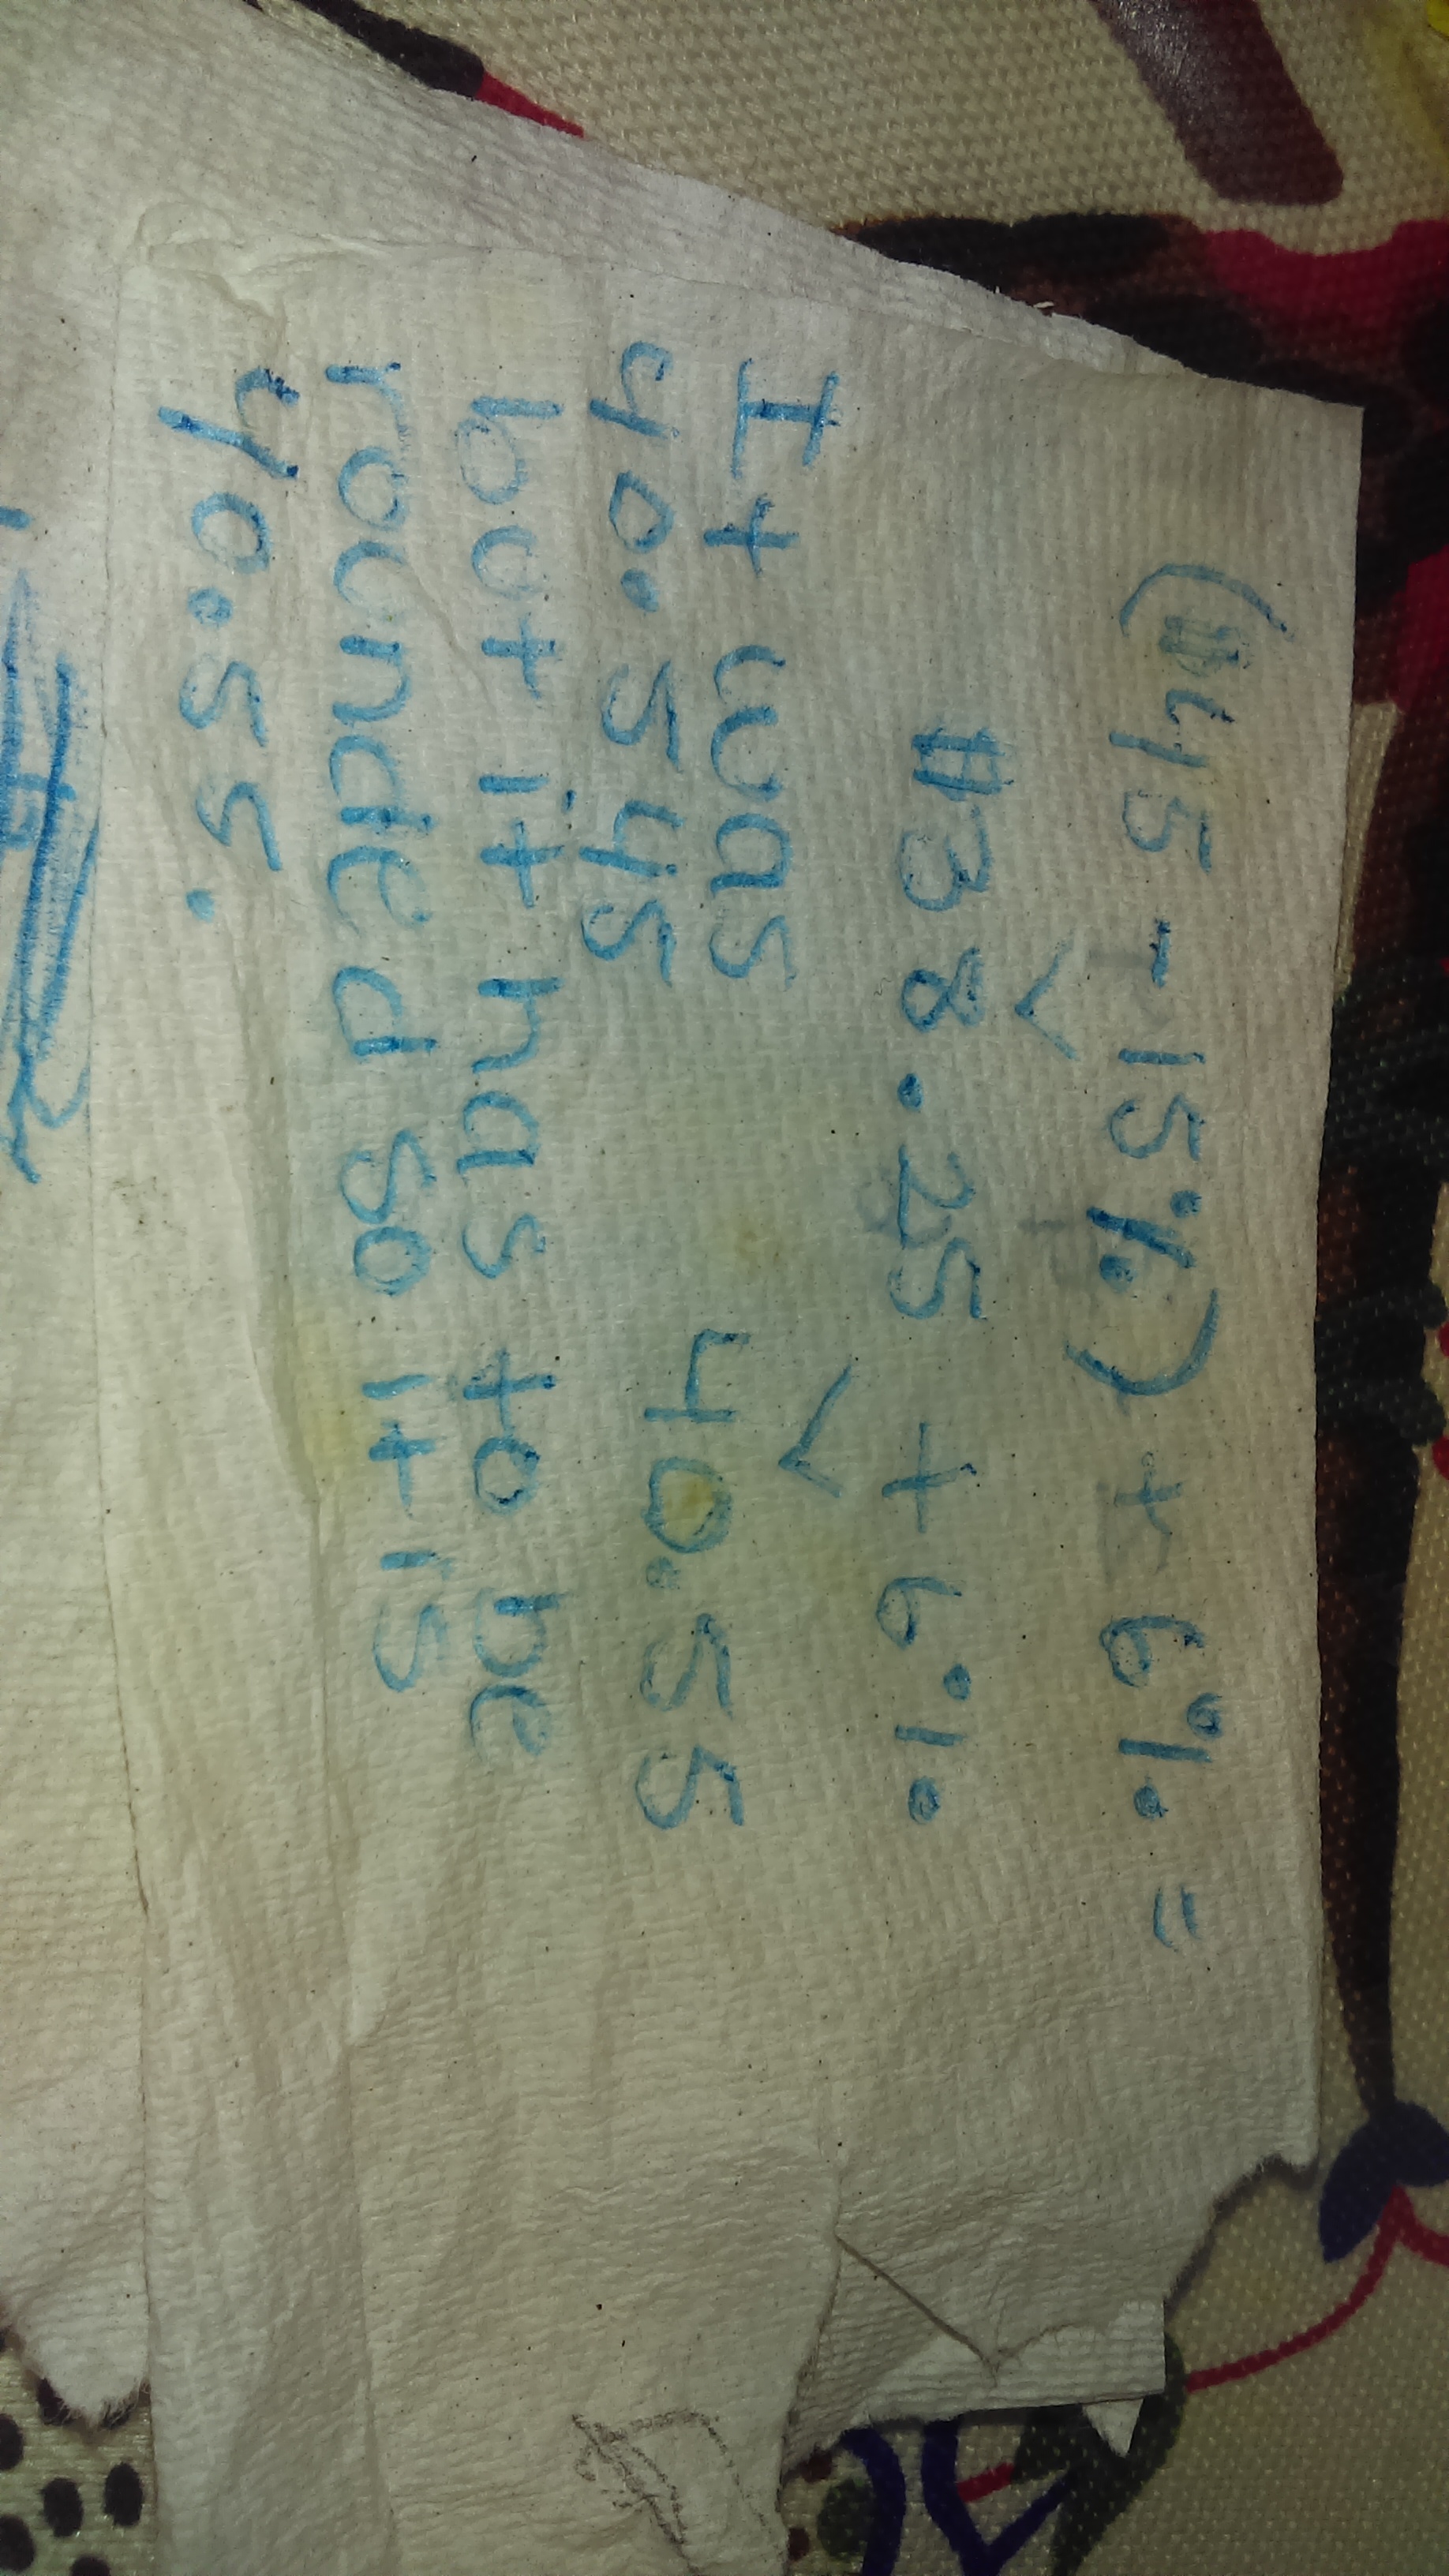 ($45 - 15%) + 6% =
$38.25 + 6%
40.55
It was
40.545
but it has to be
rounded so it is
40.55.